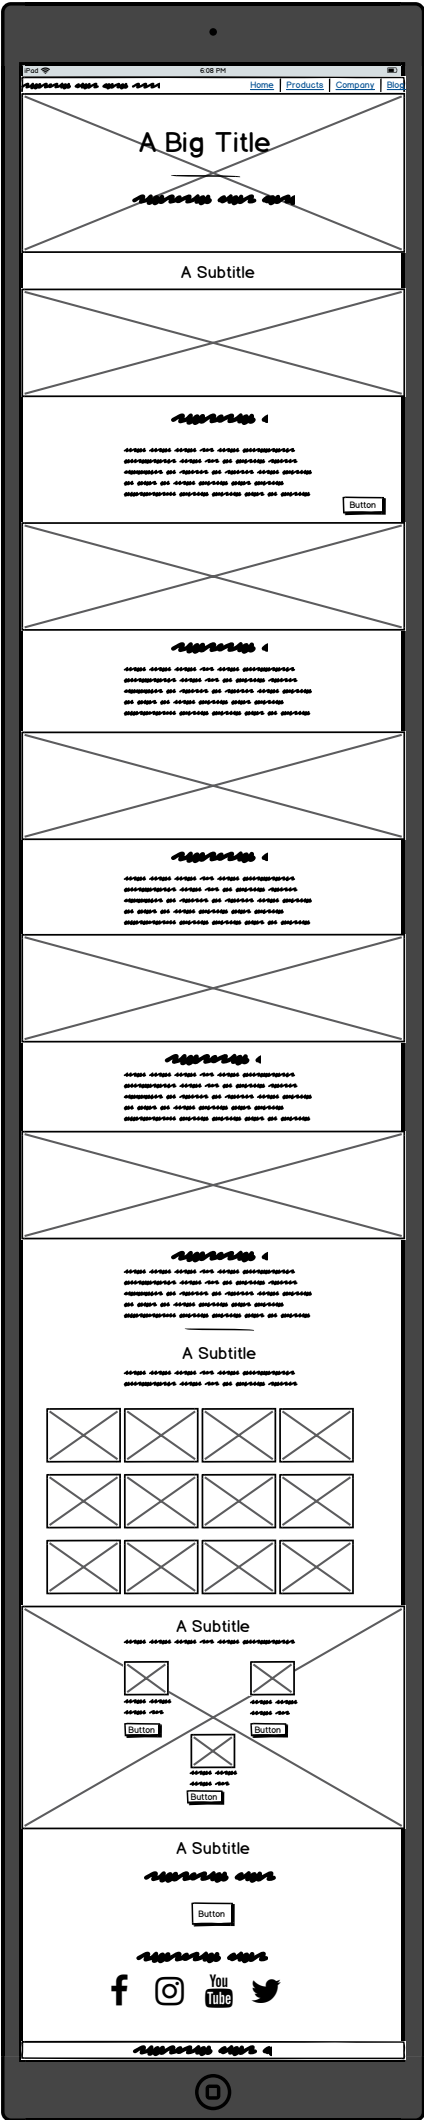 iPad 6:08 PM
Home Products Company Blog
A Big Title
A Subtitle
Button
A Subtitle
A Subtitle
Button Button
Button
A Subtitle
Button
You
Tube